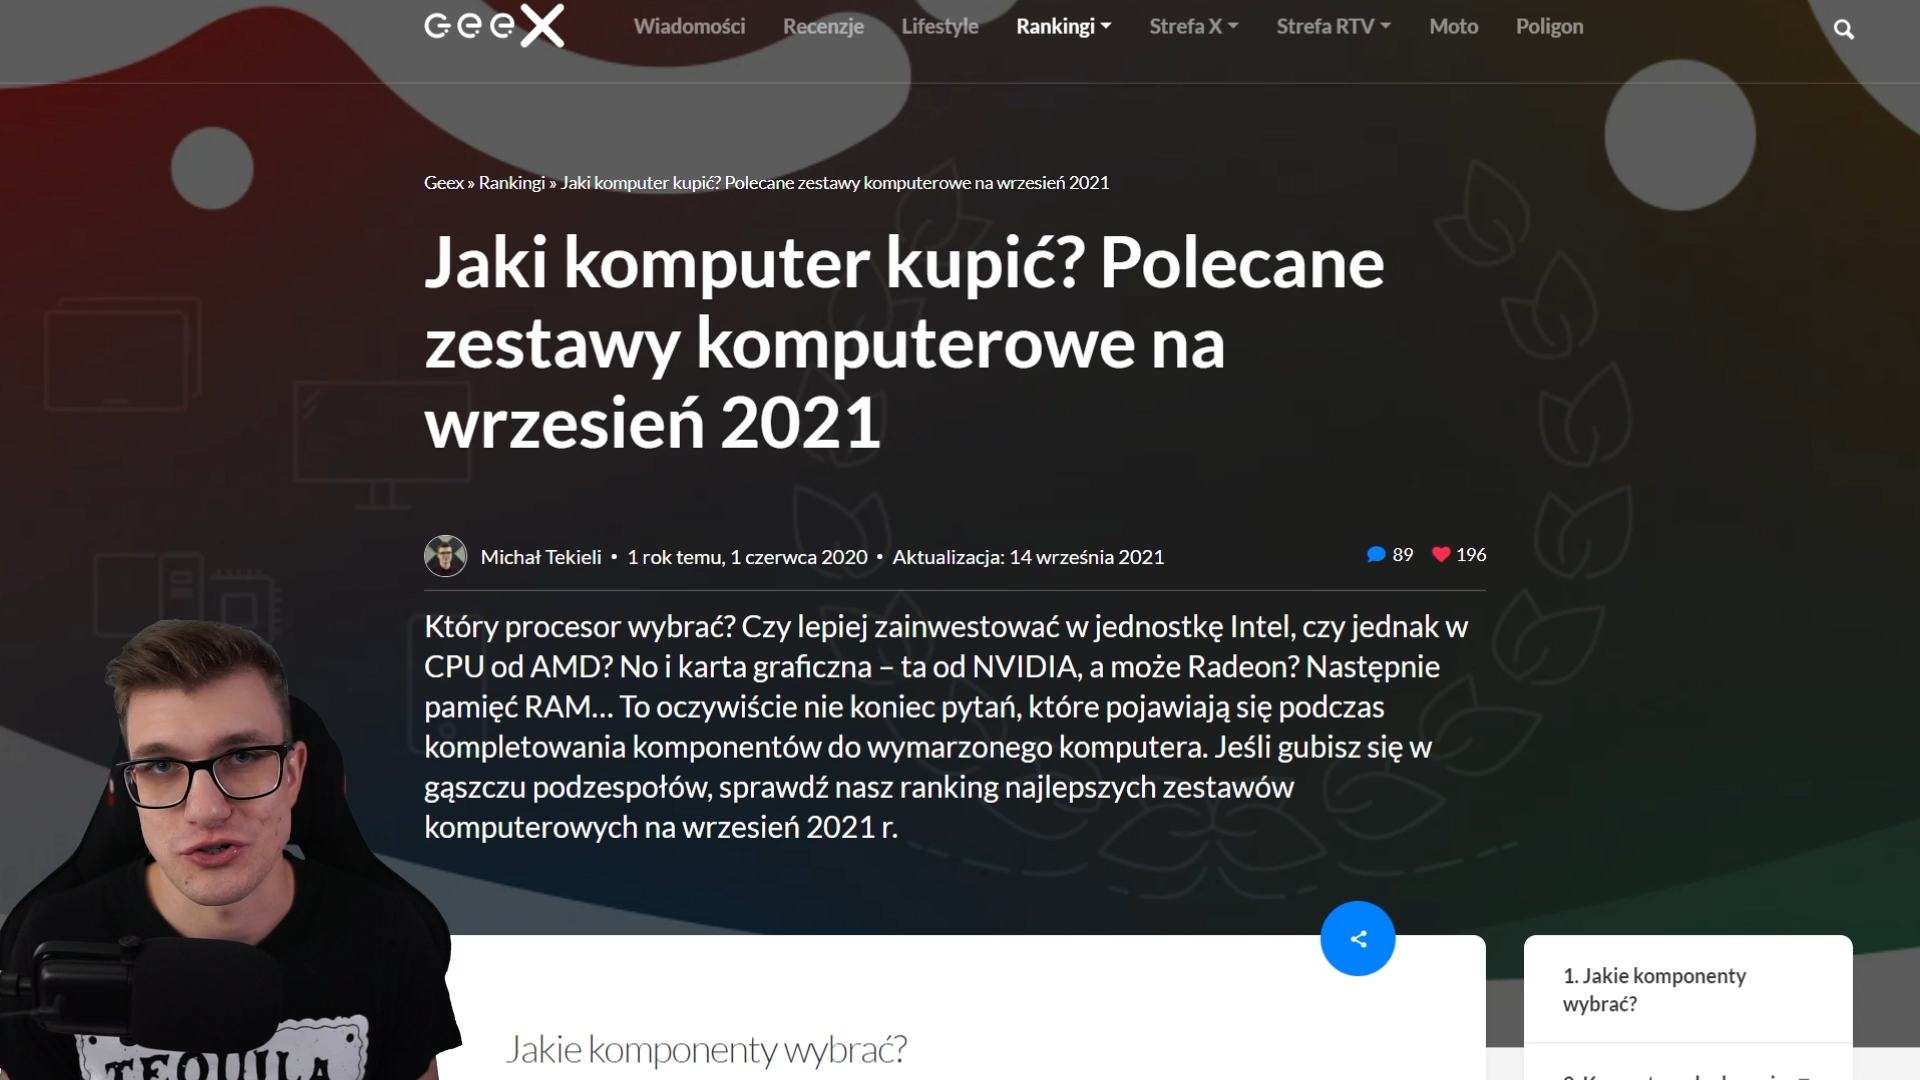 GeeX
Wiadomości Recenzje Lifestyle Rankingi Strefa X Strefa RTV Moto Poligon
Geex » Rankingi » Jaki komputer kupić? Polecane zestawy komputerowe na wrzesień 2021
Jaki komputer kupić? Polecane
zestawy komputerowe na
wrzesień 2021
Michał Tekieli • 1 rok temu, 1 czerwca 2020 • Aktualizacja: 14 września 2021
89 196
Który procesor wybrać? Czy lepiej zainwestować w jednostkę Intel, czy jednak w
CPU od AMD? No i karta graficzna – ta od NVIDIA, a może Radeon? Następnie
pamięć RAM... To oczywiście nie koniec pytań, które pojawiają się podczas
kompletowania komponentów do wymarzonego komputera. Jeśli gubisz się w
gąszczu podzespołów, sprawdź nasz ranking najlepszych zestawów
komputerowych na wrzesień 2021 r.
1. Jakie komponenty
wybrać?
Jakie komponenty wybrać?
TEQUILA